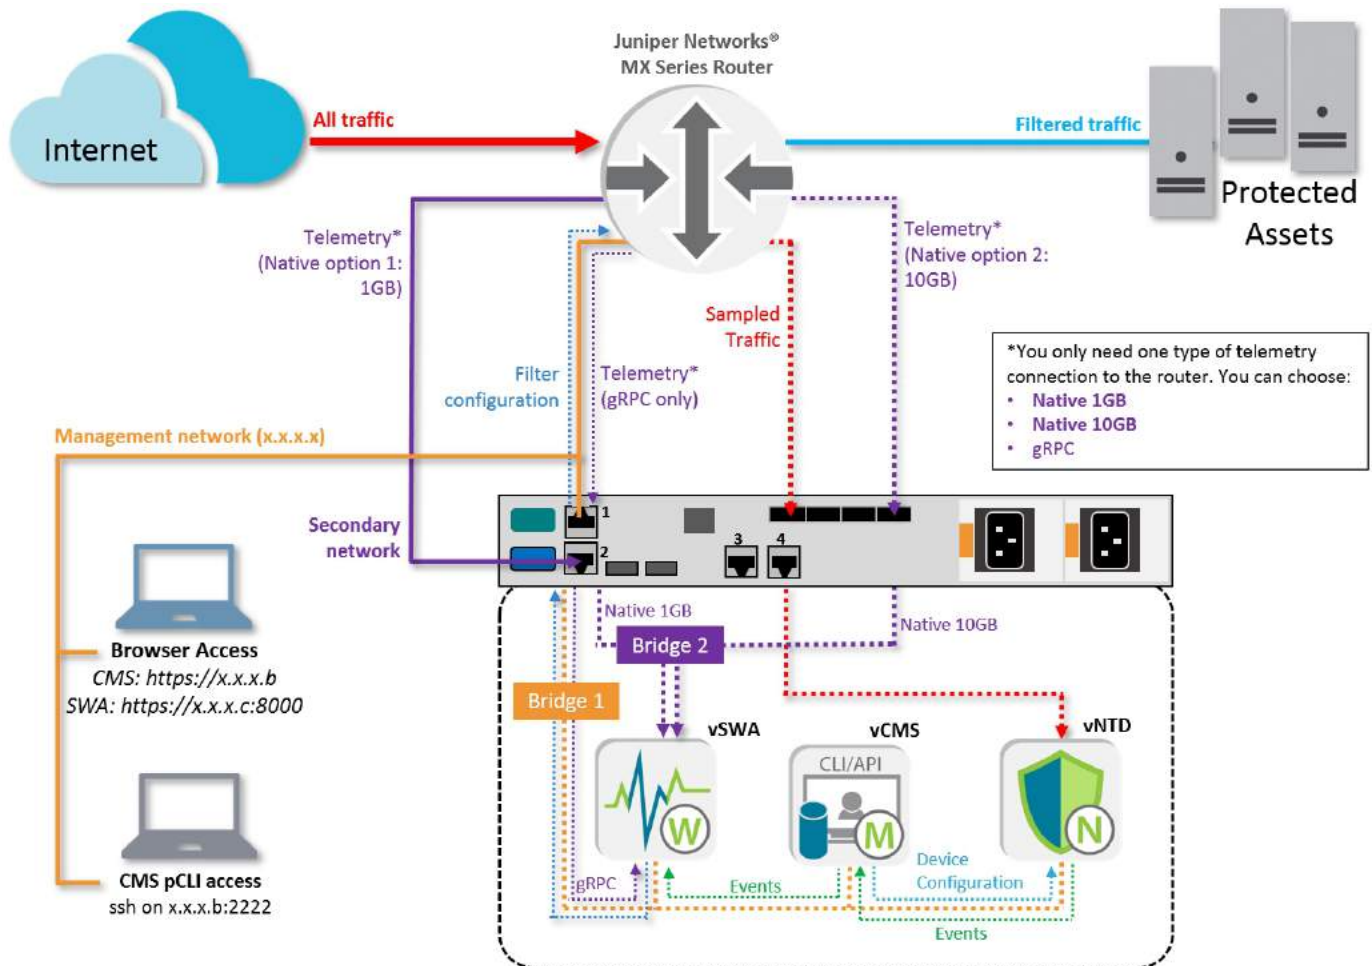 Juniper Networks®
MX Series Router
Internet
All traffic
Filtered traffic
Protected
Assets
Telemetry*
(Native option 1:
1GB)
Telemetry*
(Native option 2:
10GB)
Sampled
Traffic
Filter
configuration
Telemetry*
(gRPC only)
*You only need one type of telemetry
connection to the router. You can choose:
• Native 1GB
• Native 10GB
• gRPC
Management network (x.x.x.x)
Secondary
network
1
2
3
4
Native 1GB
Native 10GB
Bridge 2
Bridge 1
Browser Access
CMS: https://x.x.x.b
SWA: https://x.x.x.c:8000
CMS pCLI access
ssh on x.x.x.b:2222
vSWA
vCMS
vNTD
CLI/API
W
M
N
gRPC
Events
Device
Configuration
Events